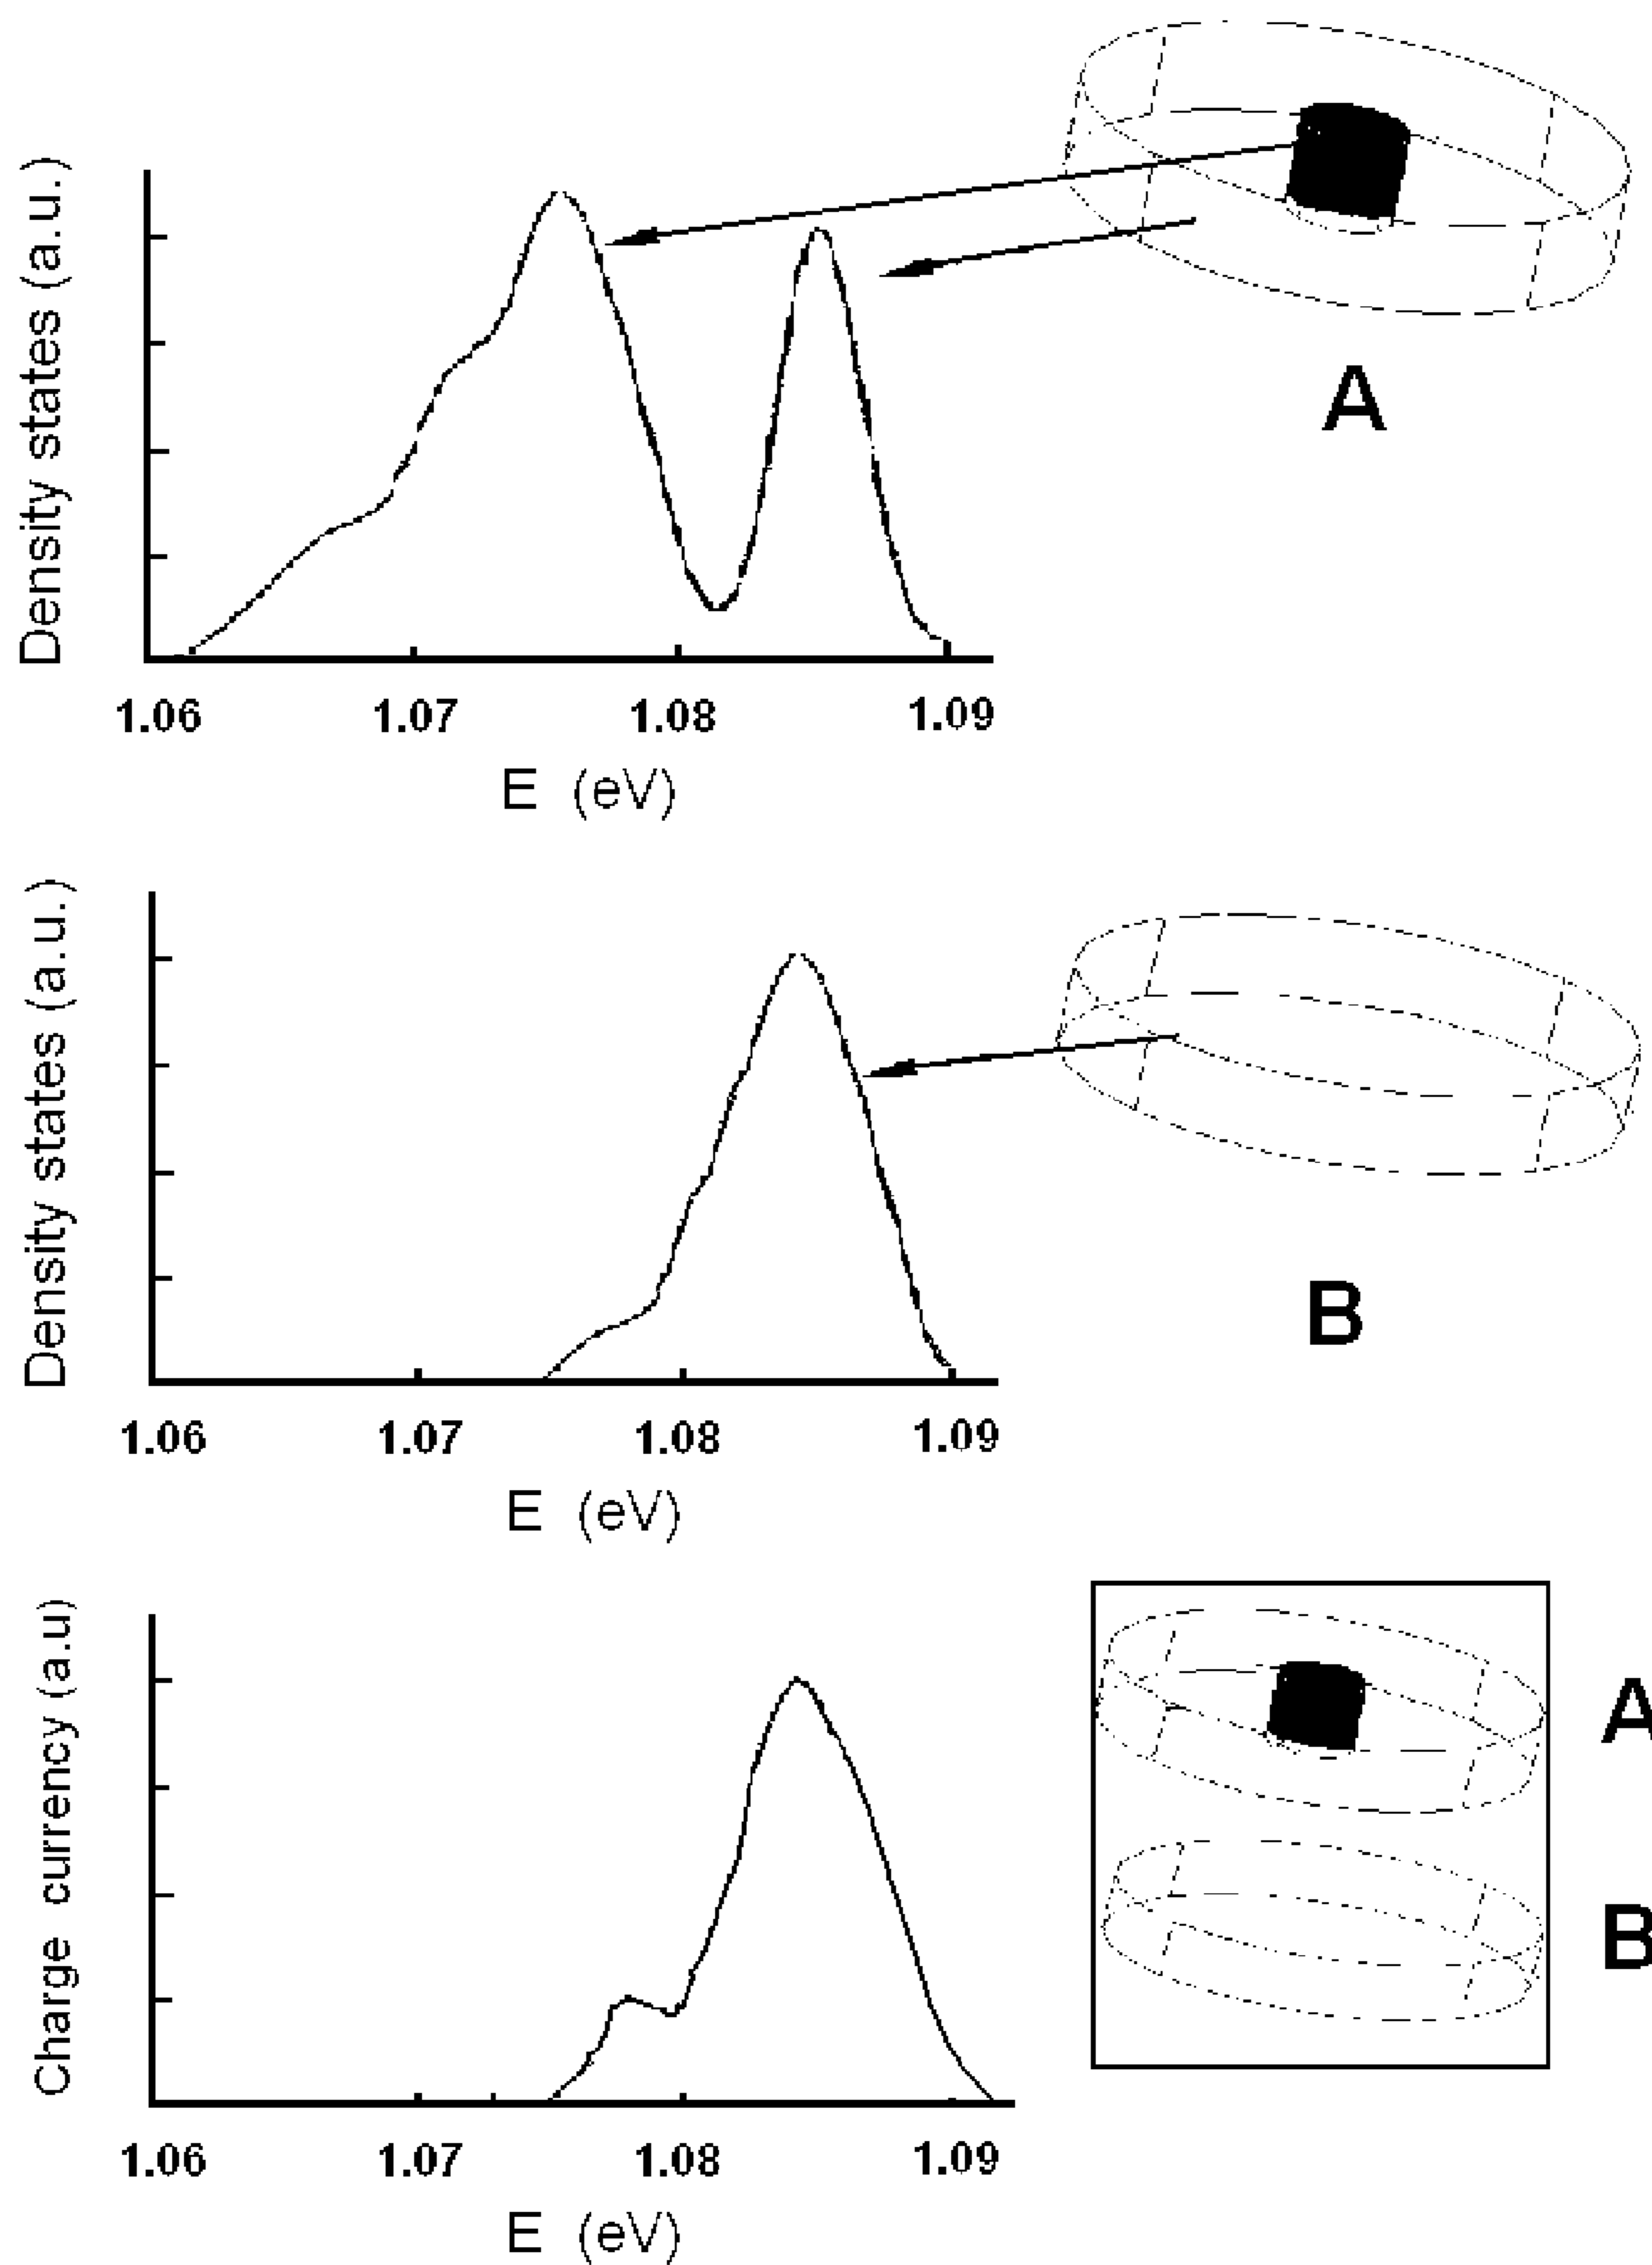 Density states (a.u.)
A
1.06 1.07 1.08 1.09
E (eV)
Density states (a.u.)
B
1.06 1.07 1.08 1.09
E (eV)
Charge currency (a.u)
A
B
1.06 1.07 1.08 1.09
E (eV)